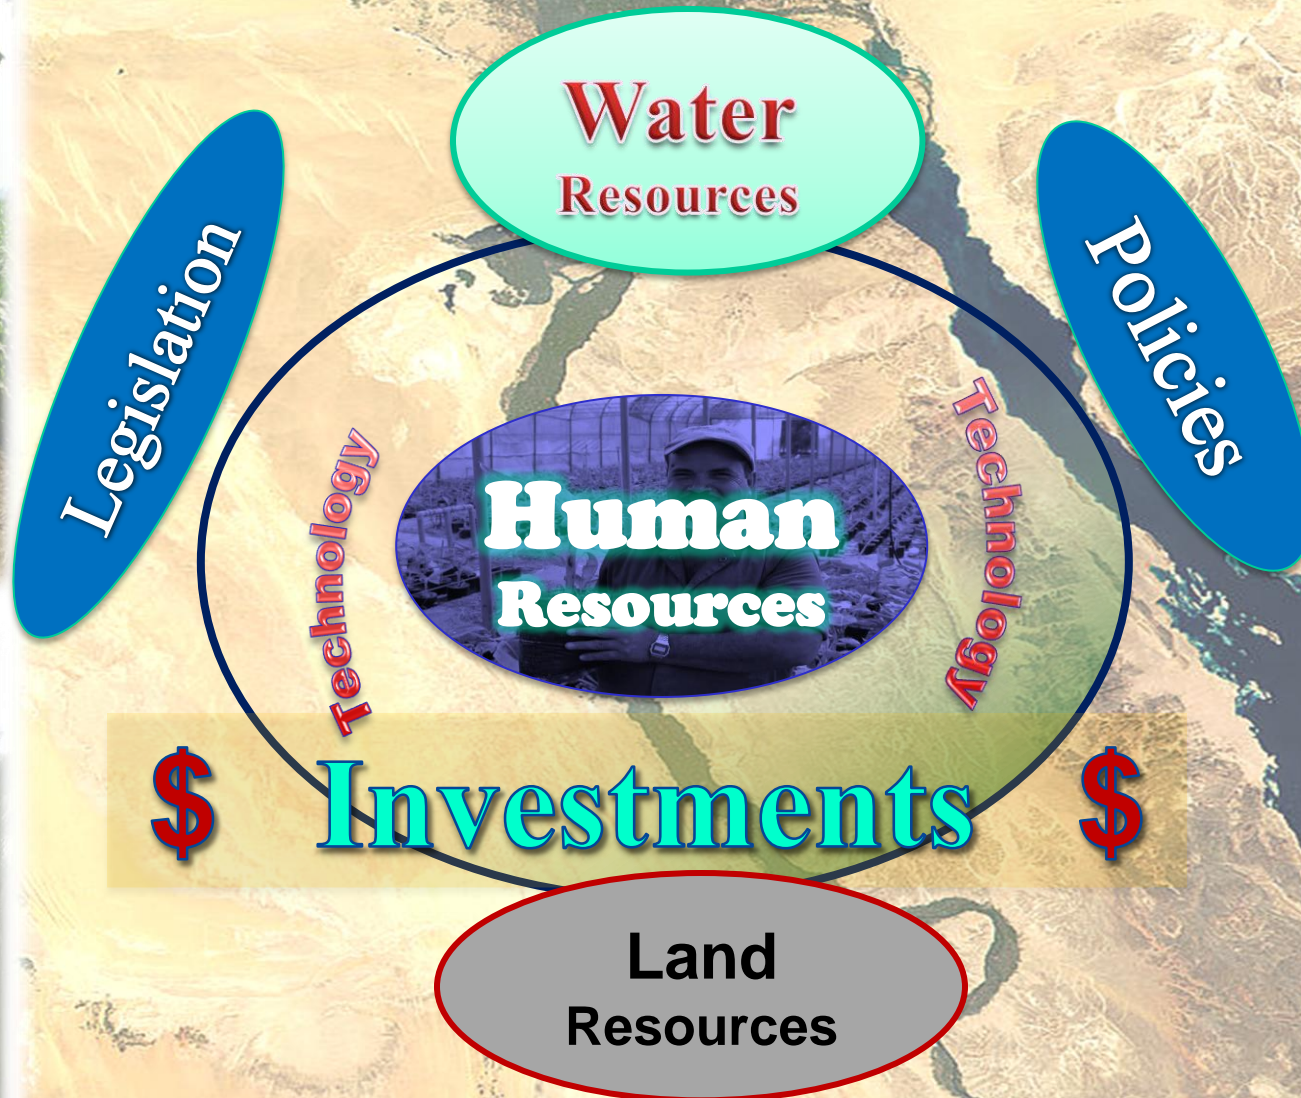 Water
Resources
Legislation
Policies
Technology
Technology
Human
Resources
$ Investments $
Land
Resources